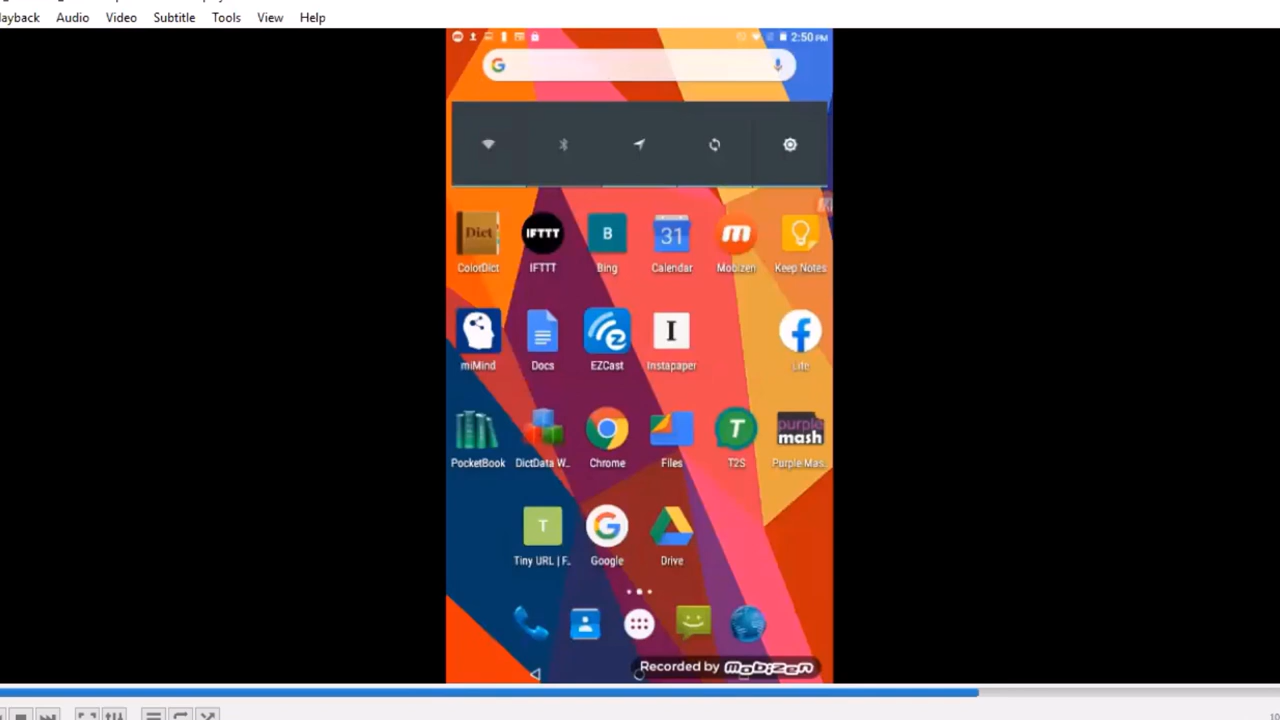 layback Audio Video Subtitle Tools View Help
2:50 PM
Dict IFTTT B 31 m
ColorDict IFTTT Bing Calendar Mobizen Keep Notes
I
miMind Docs EZCast Instapaper Lite
T purple mash
PocketBook DictData W.. Chrome Files T2S Purple Mas..
T
Tiny URL | F.. Google Drive
Recorded by Mobizen
10